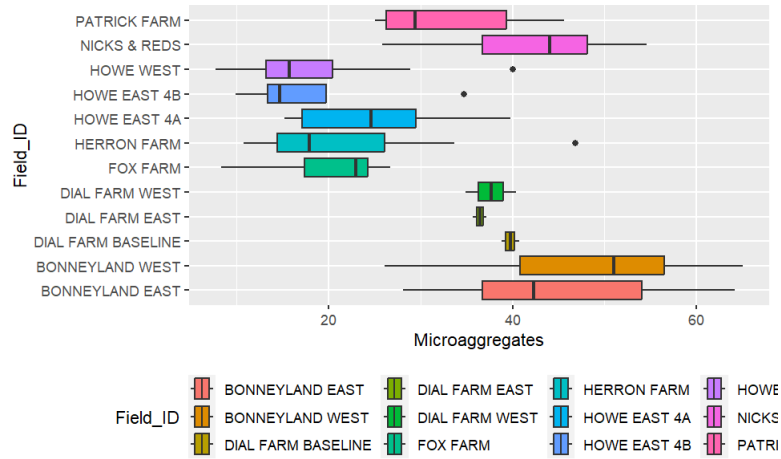 PATRICK FARM
NICKS & REDS
HOWE WEST
HOWE EAST 4B
HOWE EAST 4A
HERRON FARM
FOX FARM
DIAL FARM WEST
DIAL FARM EAST
DIAL FARM BASELINE
BONNEYLAND WEST
BONNEYLAND EAST
Field_ID
20 40 60
Microaggregates
Field_ID
BONNEYLAND EAST DIAL FARM EAST HERRON FARM HOWE
BONNEYLAND WEST DIAL FARM WEST HOWE EAST 4A NICKS
DIAL FARM BASELINE FOX FARM HOWE EAST 4B PATRI